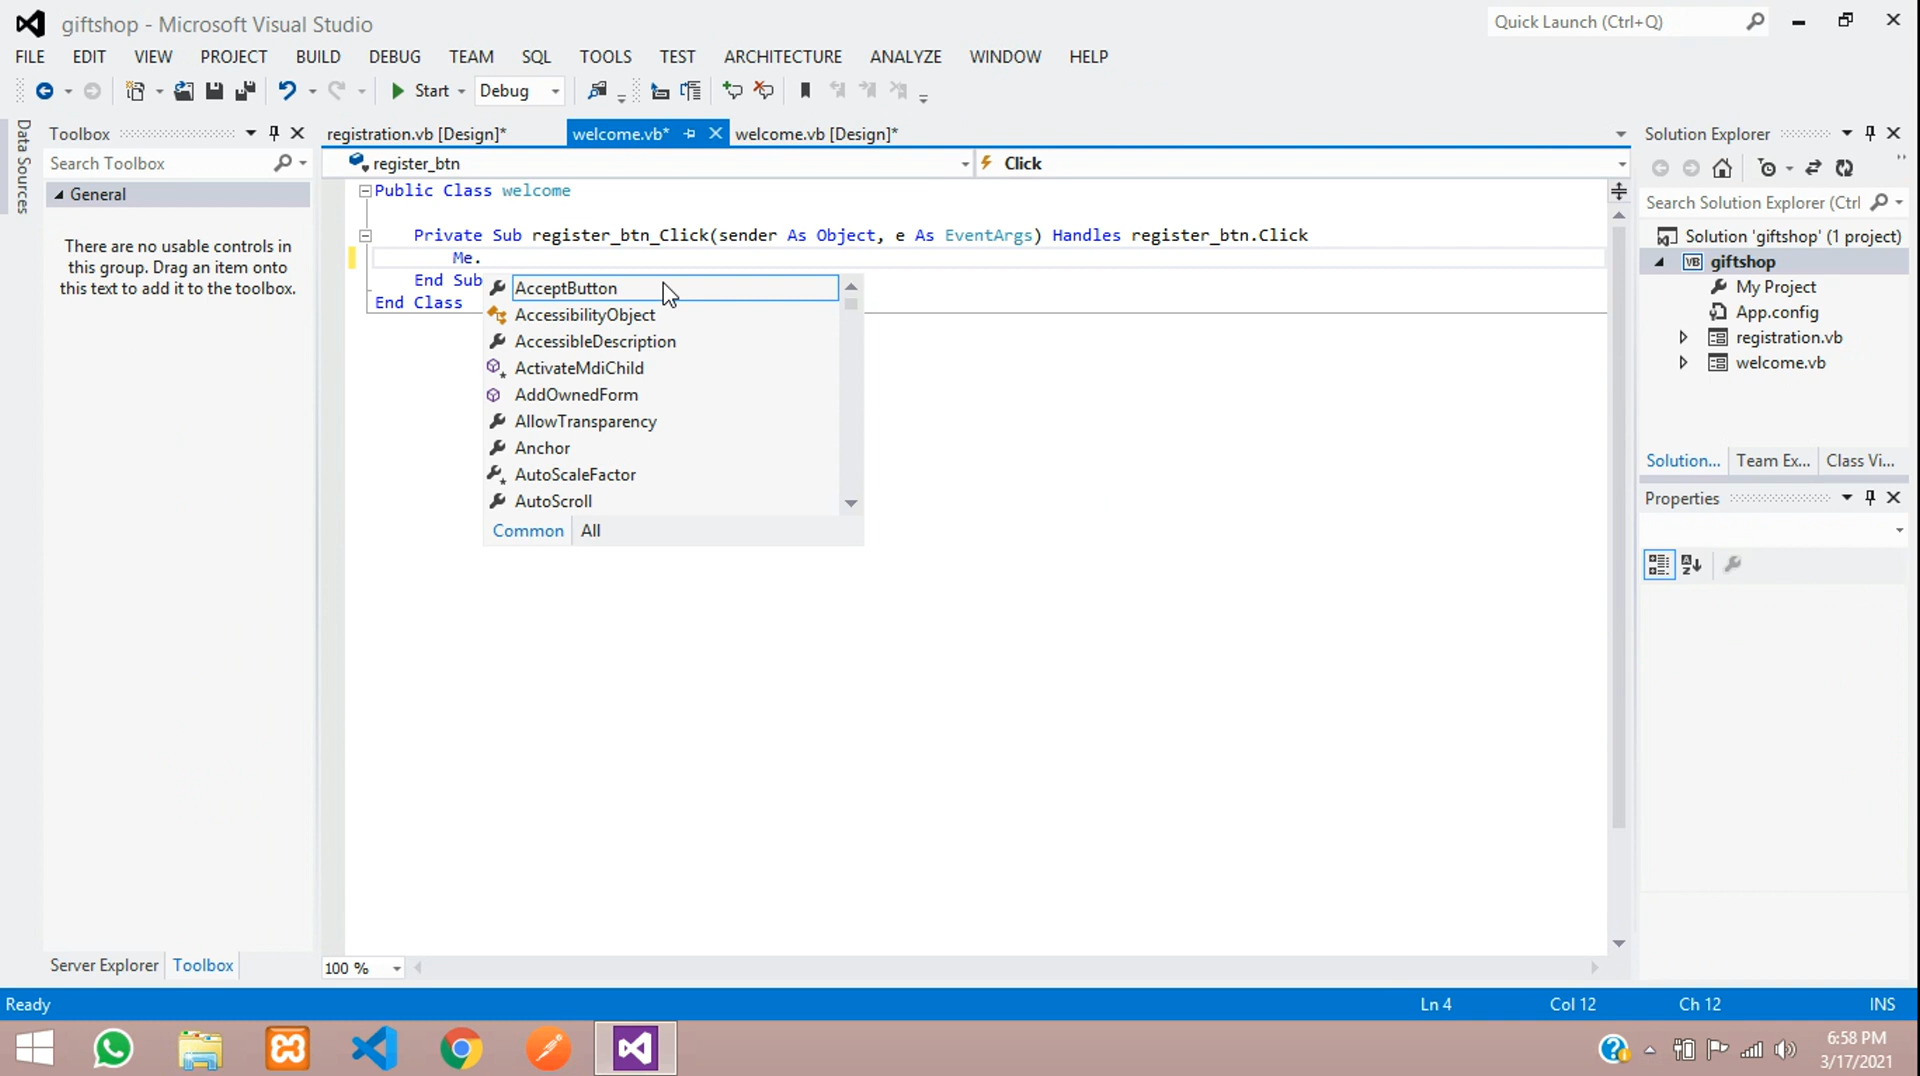 giftshop - Microsoft Visual Studio
Quick Launch (Ctrl+Q)
FILE EDIT VIEW PROJECT BUILD DEBUG TEAM SQL TOOLS TEST ARCHITECTURE ANALYZE WINDOW HELP
Start Debug
Data Sources
Toolbox
Search Toolbox
General
There are no usable controls in
this group. Drag an item onto
this text to add it to the toolbox.
Server Explorer Toolbox
registration.vb [Design]* welcome.vb* welcome.vb [Design]*
register_btn Click
Public Class welcome
Private Sub register_btn_Click(sender As Object, e As EventArgs) Handles register_btn.Click
Me.
End Sub
End Class
AcceptButton
AccessibilityObject
AccessibleDescription
ActivateMdiChild
AddOwnedForm
AllowTransparency
Anchor
AutoScaleFactor
AutoScroll
Common All
100 %
Solution Explorer
Search Solution Explorer (Ctrl
Solution 'giftshop' (1 project)
VB giftshop
My Project
App.config
registration.vb
welcome.vb
Solution... Team Ex... Class Vi...
Properties
Ready Ln 4 Col 12 Ch 12 INS
6:58 PM
3/17/2021